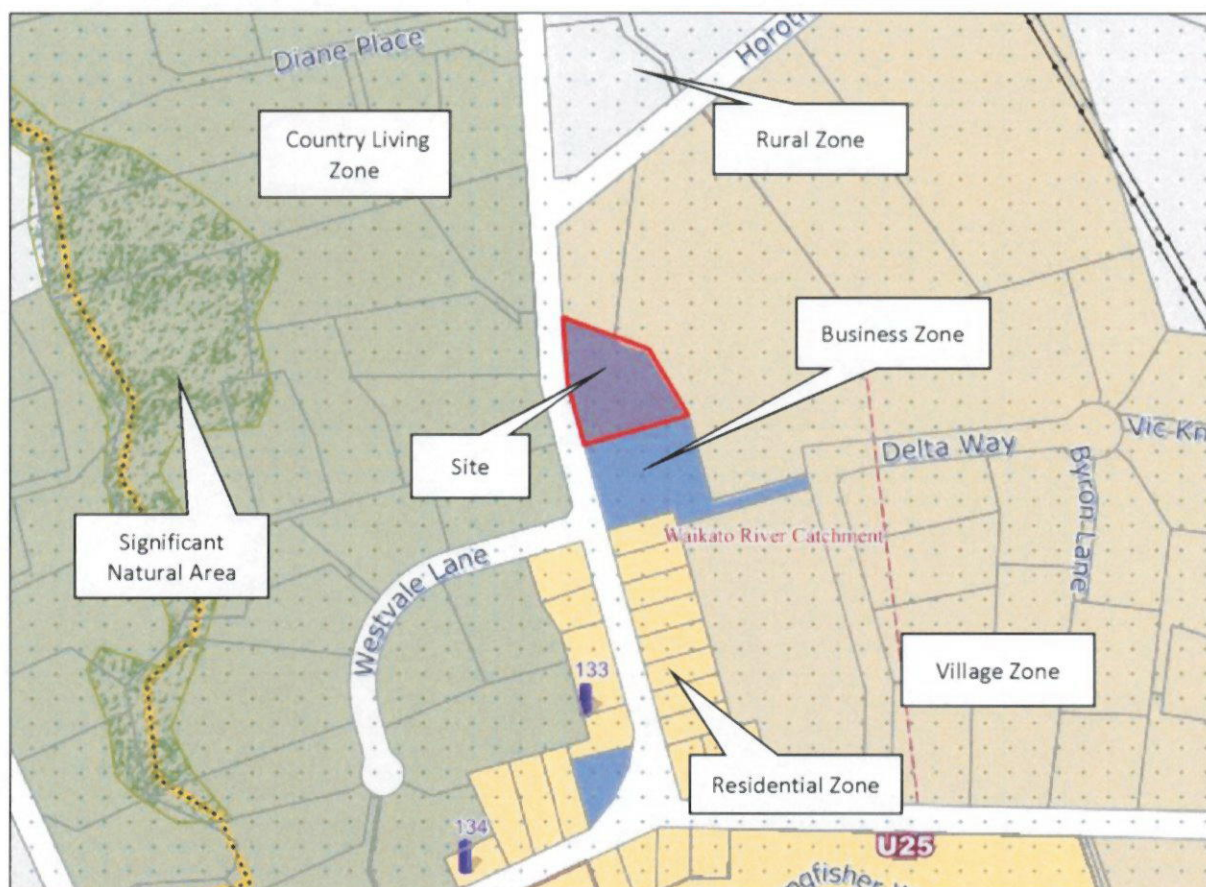 Diane Place
Country Living
Zone
Rural Zone
Business Zone
Site
Delta Way
Byron Lane
Significant
Natural Area
Waikato River Catchment
Westvale Lane
Village Zone
133
Residential Zone
134
U25